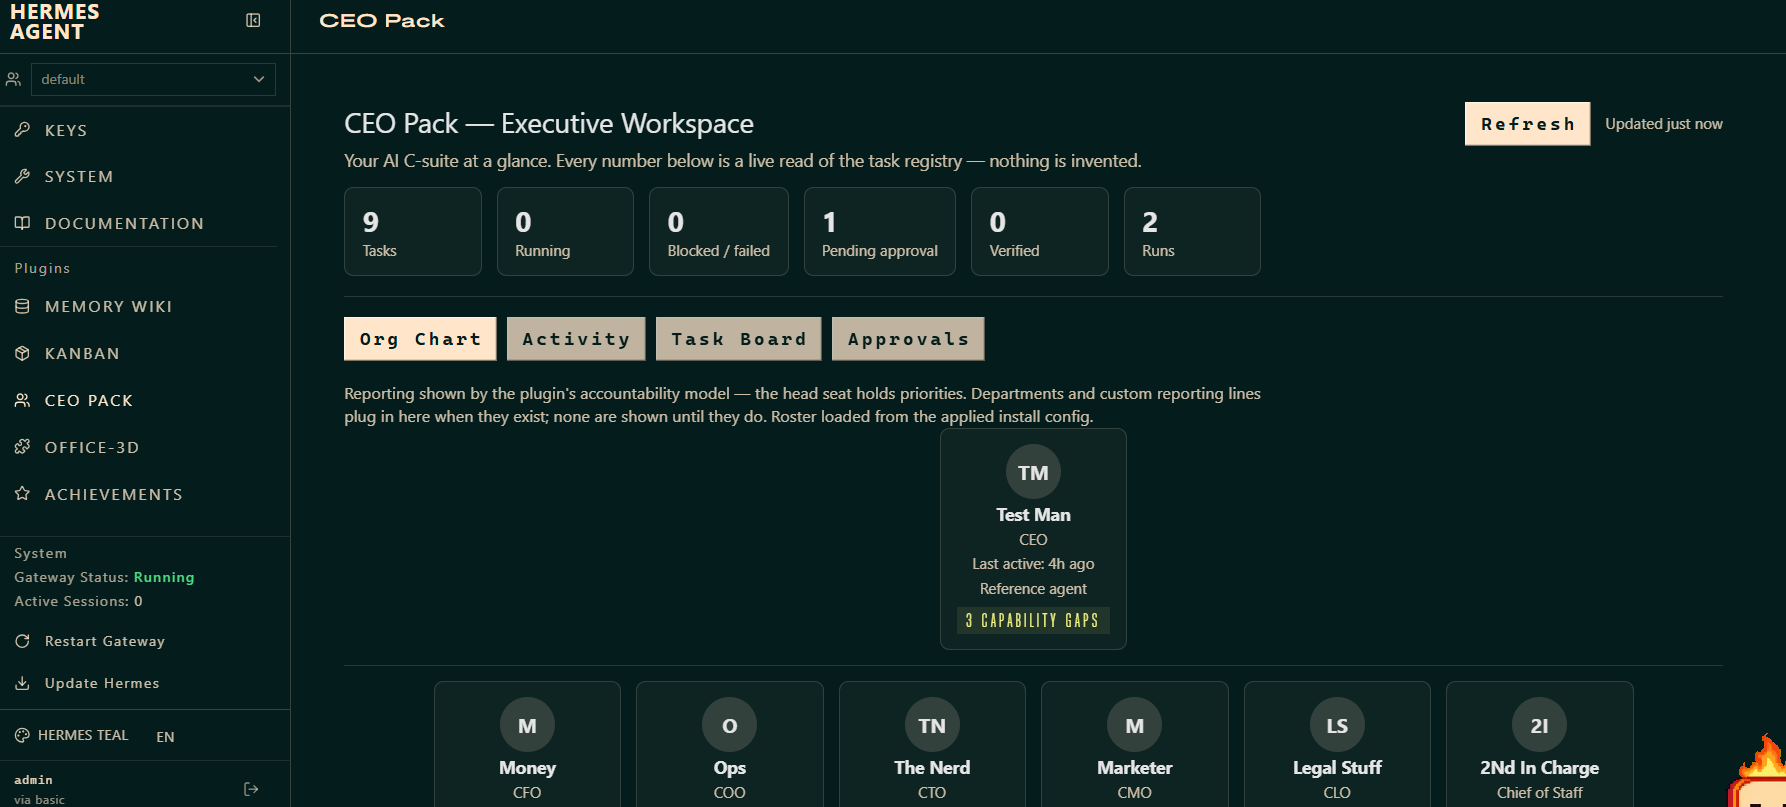 HERMES
AGENT
CEO Pack
default
KEYS
SYSTEM
DOCUMENTATION
Plugins
MEMORY WIKI
KANBAN
CEO PACK
OFFICE-3D
ACHIEVEMENTS
System
Gateway Status: Running
Active Sessions: 0
Restart Gateway
Update Hermes
HERMES TEAL EN
admin
via basic
CEO Pack — Executive Workspace
Refresh Updated just now
Your AI C-suite at a glance. Every number below is a live read of the task registry — nothing is invented.
9
Tasks
0
Running
0
Blocked / failed
1
Pending approval
0
Verified
2
Runs
Org Chart Activity Task Board Approvals
Reporting shown by the plugin's accountability model — the head seat holds priorities. Departments and custom reporting lines
plug in here when they exist; none are shown until they do. Roster loaded from the applied install config.
TM
Test Man
CEO
Last active: 4h ago
Reference agent
3 CAPABILITY GAPS
M
Money
CFO
O
Ops
COO
TN
The Nerd
CTO
M
Marketer
CMO
LS
Legal Stuff
CLO
2I
2Nd In Charge
Chief of Staff